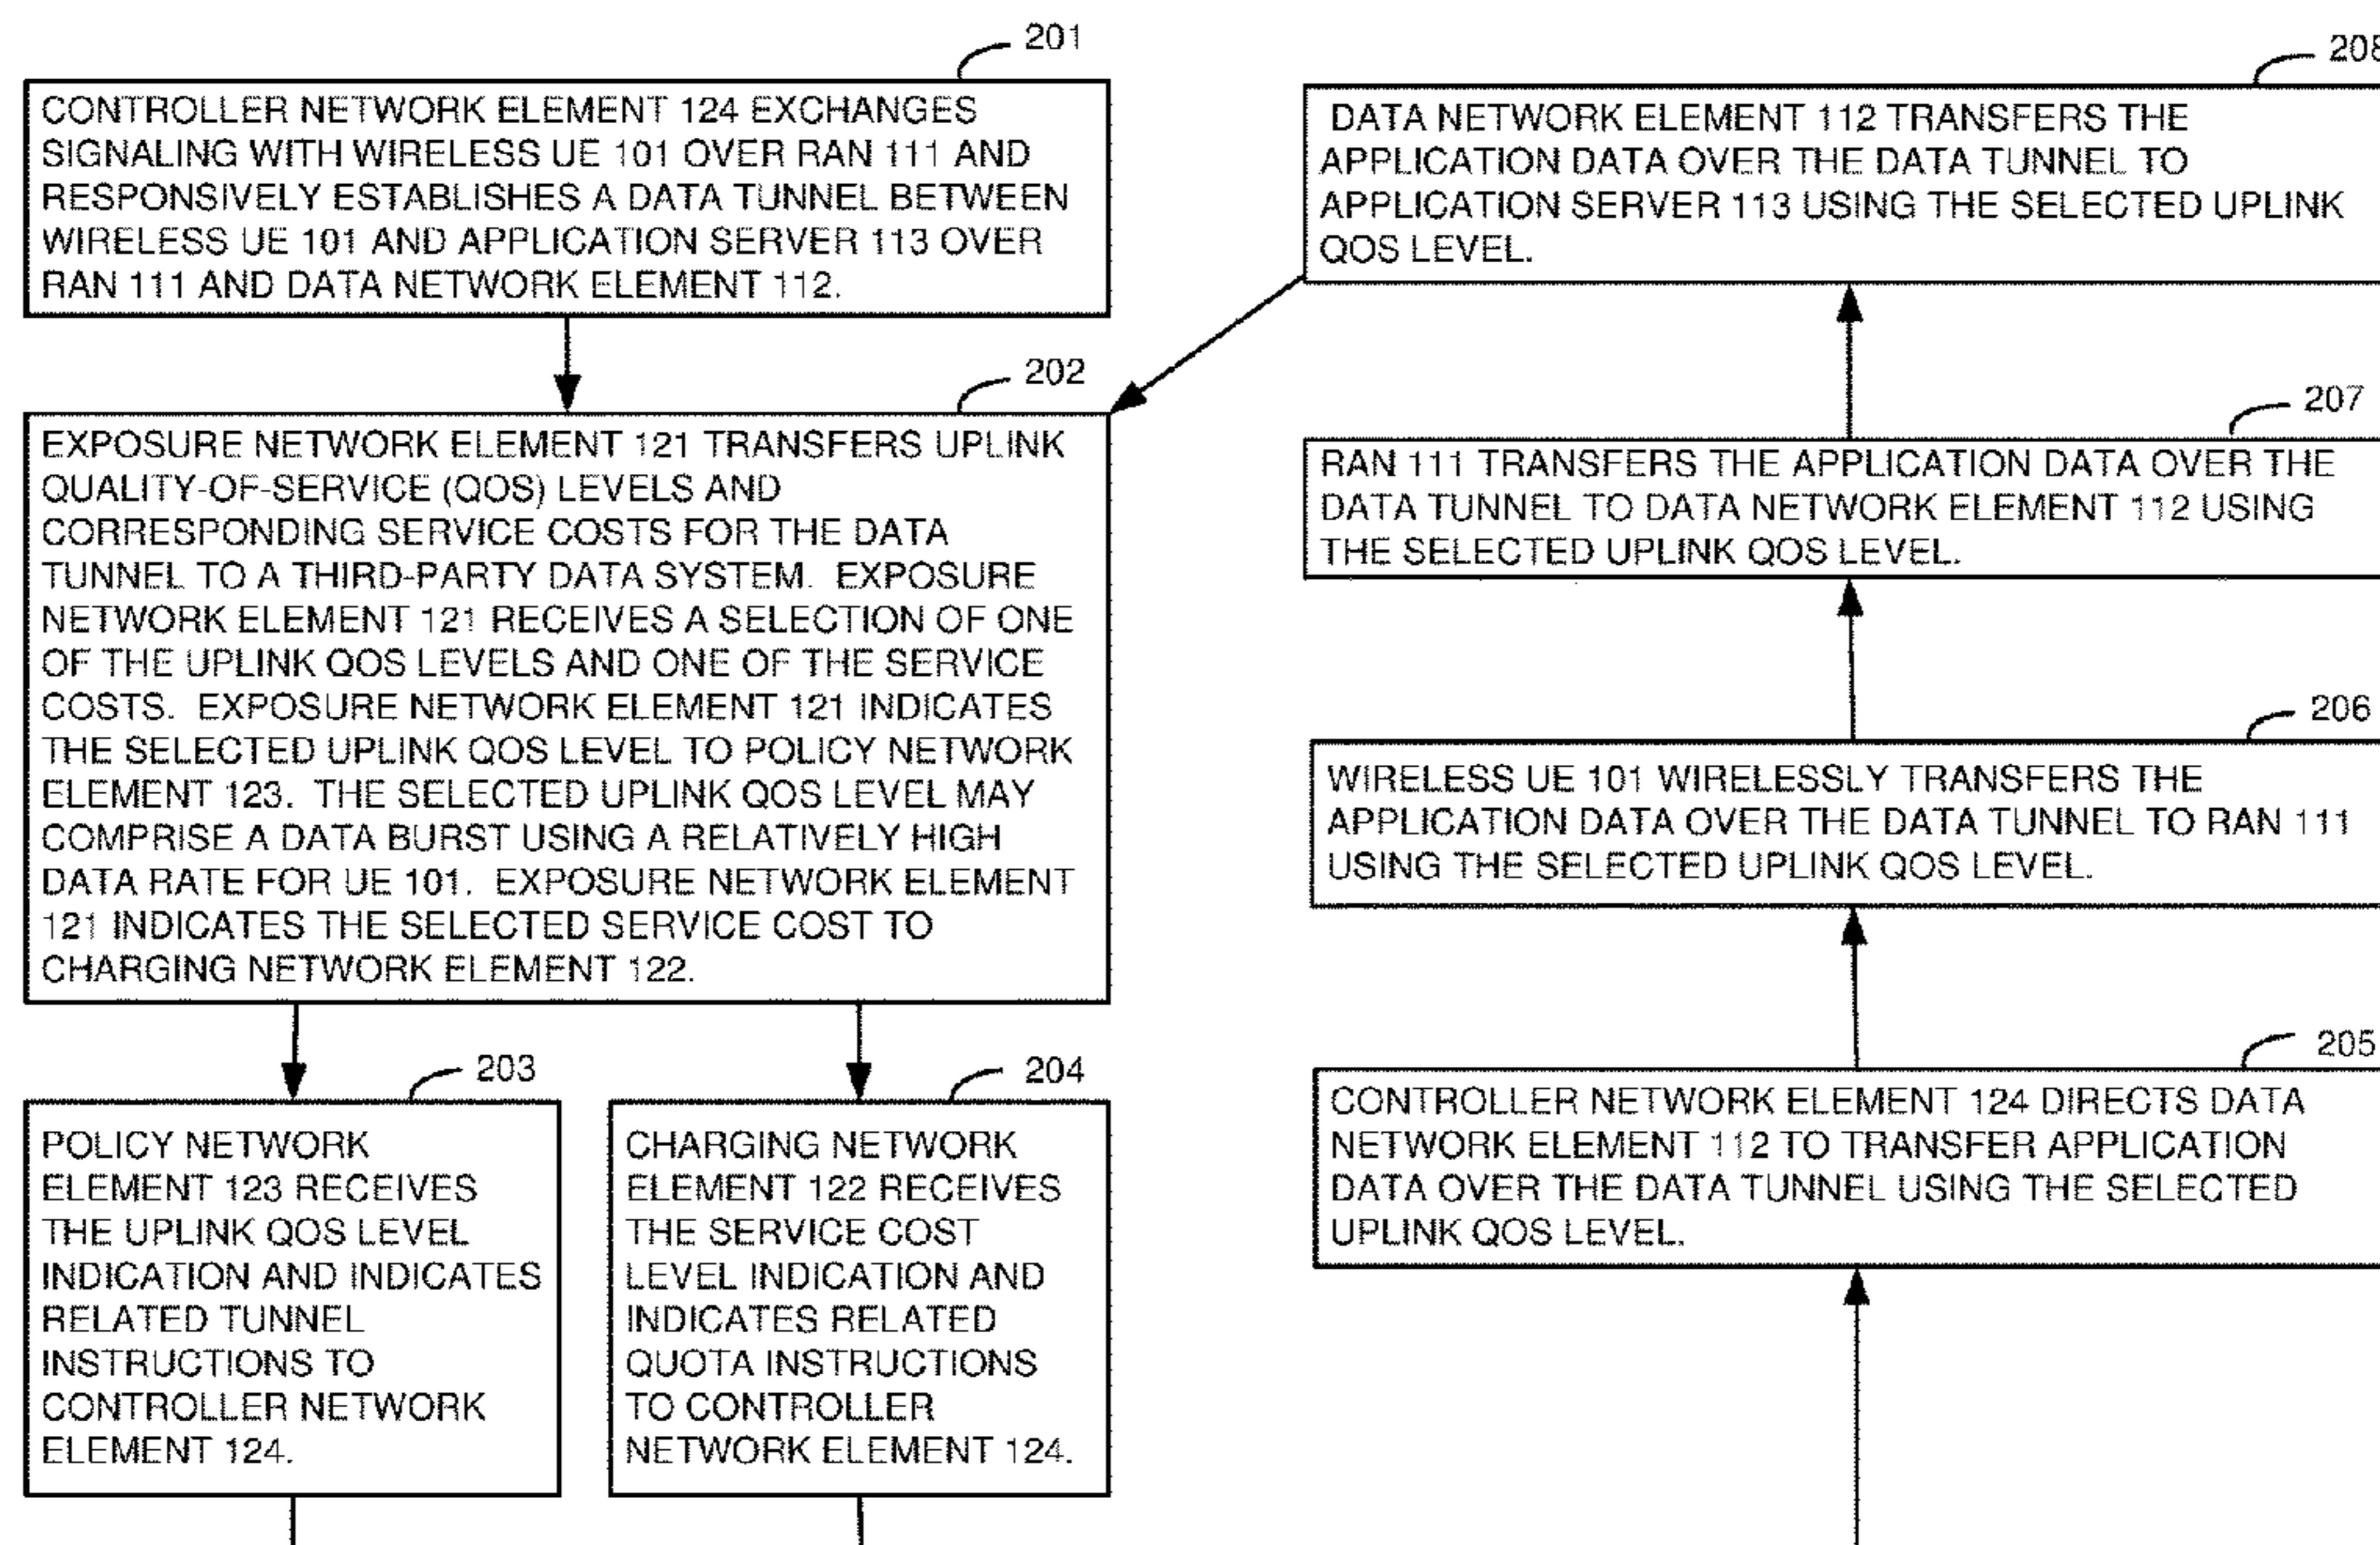 201
CONTROLLER NETWORK ELEMENT 124 EXCHANGES
SIGNALING WITH WIRELESS UE 101 OVER RAN 111 AND
RESPONSIVELY ESTABLISHES A DATA TUNNEL BETWEEN
WIRELESS UE 101 AND APPLICATION SERVER 113 OVER
RAN 111 AND DATA NETWORK ELEMENT 112.
202
EXPOSURE NETWORK ELEMENT 121 TRANSFERS UPLINK
QUALITY-OF-SERVICE (QOS) LEVELS AND
CORRESPONDING SERVICE COSTS FOR THE DATA
TUNNEL TO A THIRD-PARTY DATA SYSTEM. EXPOSURE
NETWORK ELEMENT 121 RECEIVES A SELECTION OF ONE
OF THE UPLINK QOS LEVELS AND ONE OF THE SERVICE
COSTS. EXPOSURE NETWORK ELEMENT 121 INDICATES
THE SELECTED UPLINK QOS LEVEL TO POLICY NETWORK
ELEMENT 123. THE SELECTED UPLINK QOS LEVEL MAY
COMPRISE A DATA BURST USING A RELATIVELY HIGH
DATA RATE FOR UE 101. EXPOSURE NETWORK ELEMENT
121 INDICATES THE SELECTED SERVICE COST TO
CHARGING NETWORK ELEMENT 122.
203
POLICY NETWORK
ELEMENT 123 RECEIVES
THE UPLINK QOS LEVEL
INDICATION AND INDICATES
RELATED TUNNEL
INSTRUCTIONS TO
CONTROLLER NETWORK
ELEMENT 124.
204
CHARGING NETWORK
ELEMENT 122 RECEIVES
THE SERVICE COST
LEVEL INDICATION AND
INDICATES RELATED
QUOTA INSTRUCTIONS
TO CONTROLLER
NETWORK ELEMENT 124.
208
DATA NETWORK ELEMENT 112 TRANSFERS THE
APPLICATION DATA OVER THE DATA TUNNEL TO
APPLICATION SERVER 113 USING THE SELECTED UPLINK
QOS LEVEL.
207
RAN 111 TRANSFERS THE APPLICATION DATA OVER THE
DATA TUNNEL TO DATA NETWORK ELEMENT 112 USING
THE SELECTED UPLINK QOS LEVEL.
206
WIRELESS UE 101 WIRELESSLY TRANSFERS THE
APPLICATION DATA OVER THE DATA TUNNEL TO RAN 111
USING THE SELECTED UPLINK QOS LEVEL.
205
CONTROLLER NETWORK ELEMENT 124 DIRECTS DATA
NETWORK ELEMENT 112 TO TRANSFER APPLICATION
DATA OVER THE DATA TUNNEL USING THE SELECTED
UPLINK QOS LEVEL.